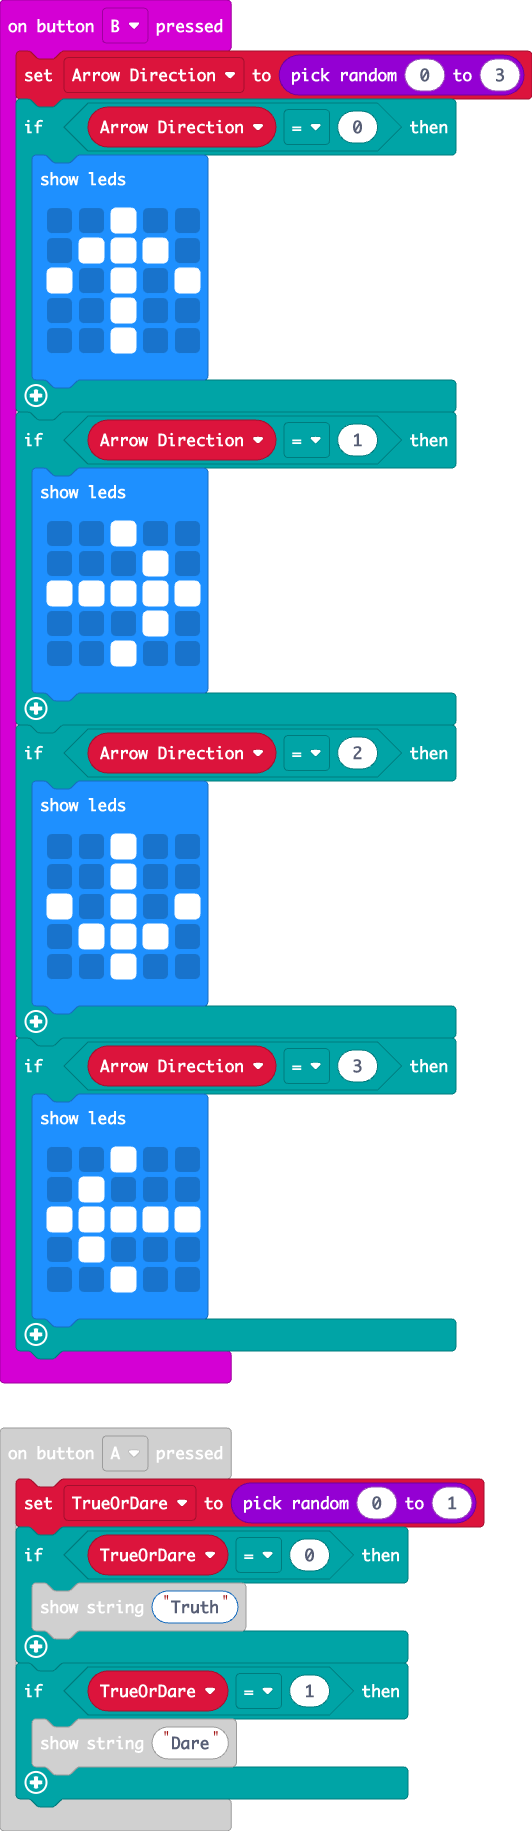 on button B pressed
set Arrow Direction to pick random 0 to 3
if Arrow Direction = 0 then
show leds
if Arrow Direction = 1 then
show leds
if Arrow Direction = 2 then
show leds
if Arrow Direction = 3 then
show leds
on button A pressed
set TrueOrDare to pick random 0 to 1
if TrueOrDare = 0 then
show string "Truth"
if TrueOrDare = 1 then
show string "Dare"